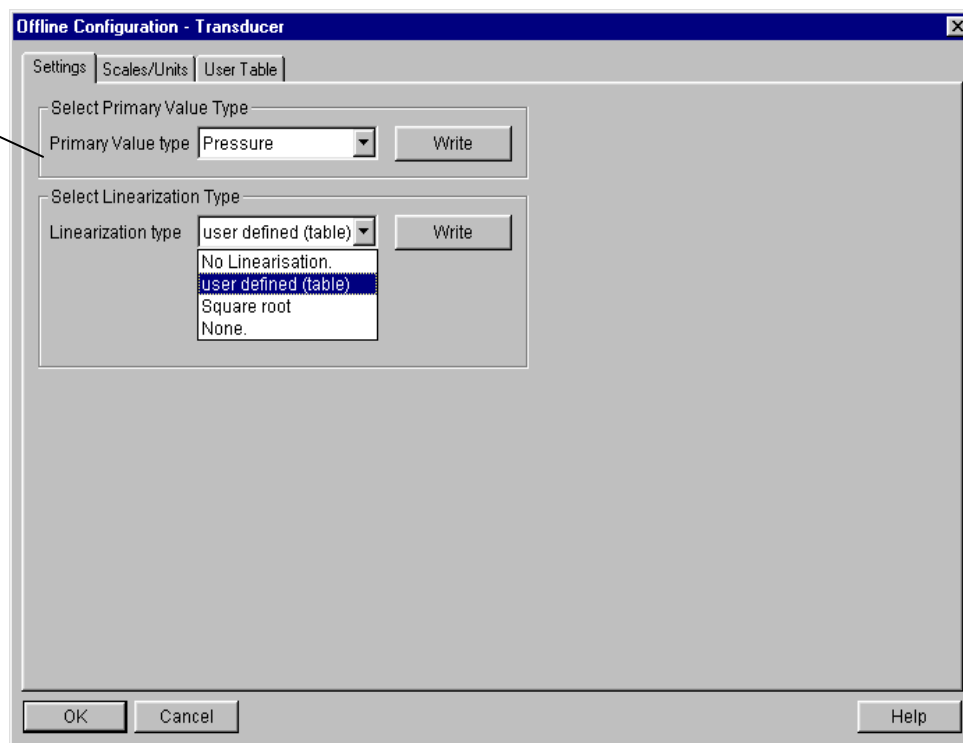 Offline Configuration - Transducer
Settings Scales/Units User Table
Select Primary Value Type
Primary Value type Pressure Write
Select Linearization Type
Linearization type user defined (table) Write
No Linearisation.
user defined (table)
Square root
None.
OK Cancel Help